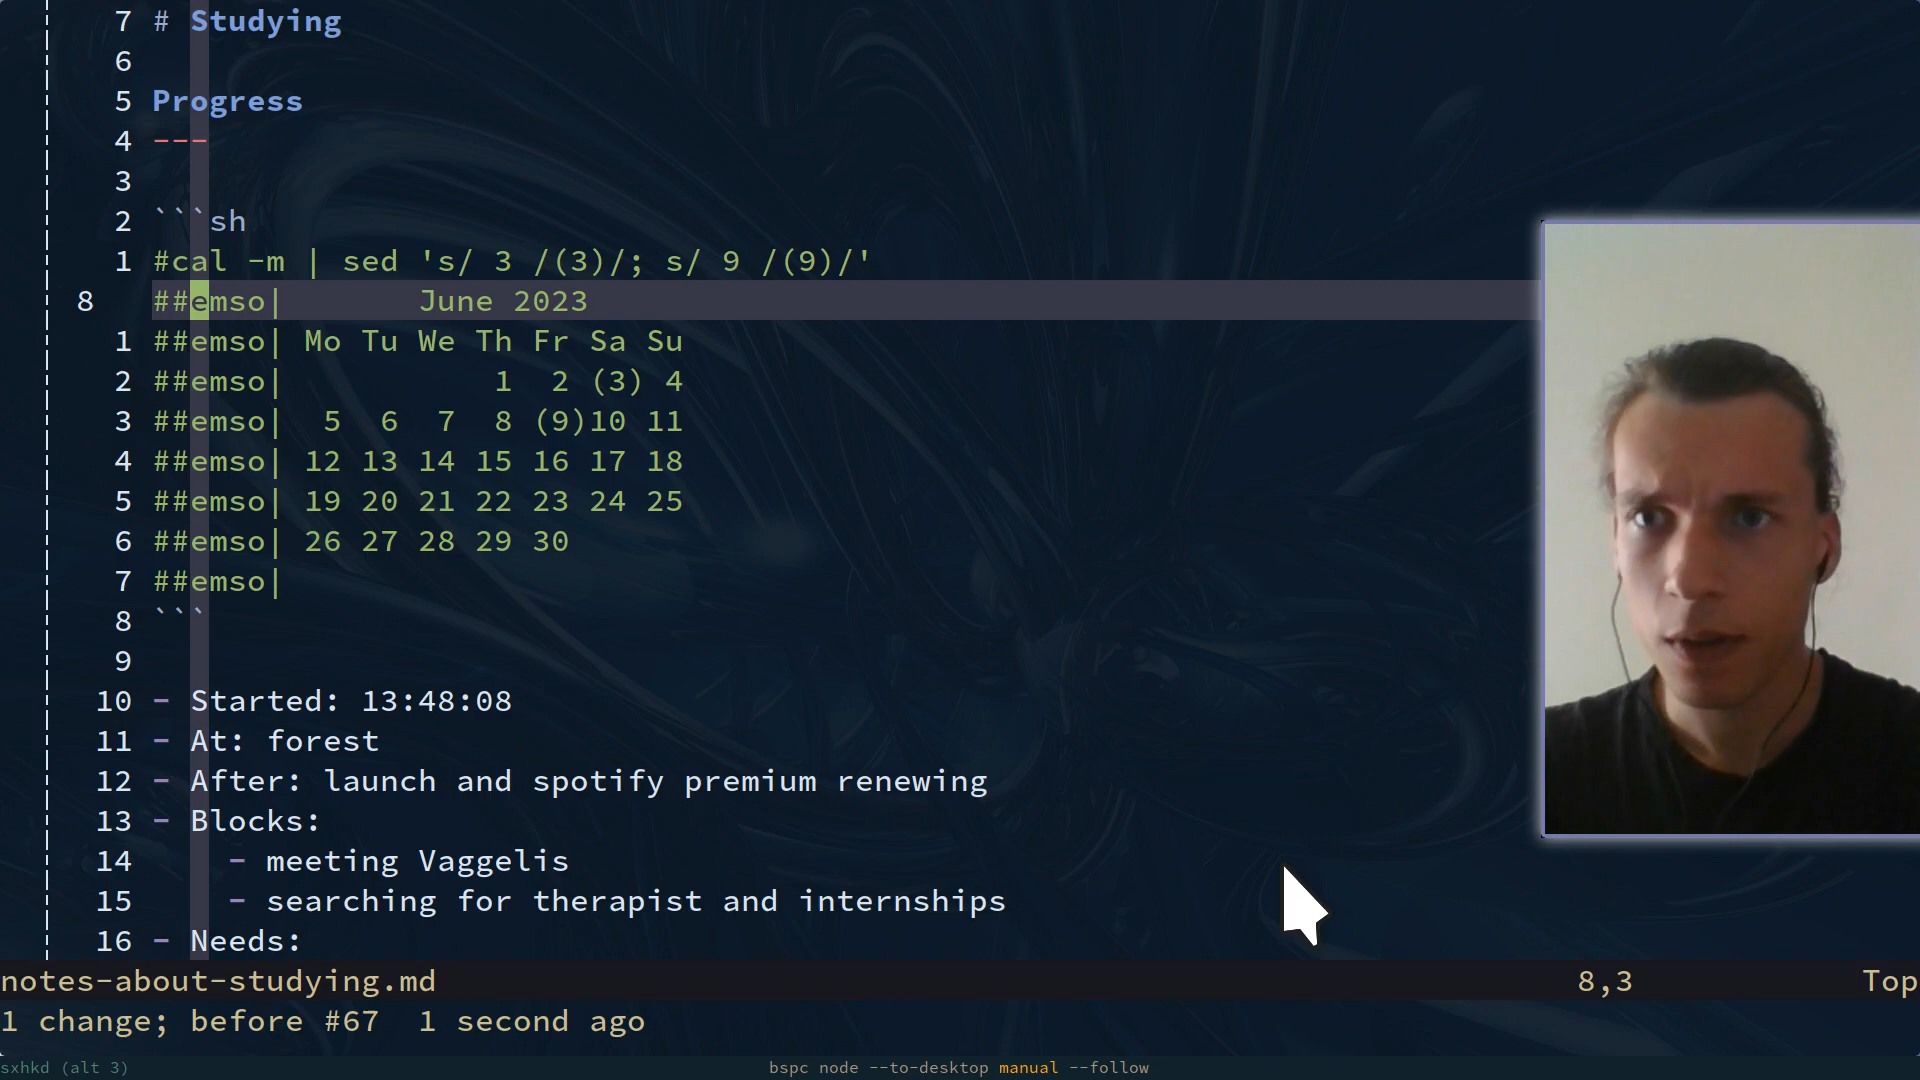 7 # Studying
6
5 Progress
4 ---
3
2 ```sh
1 #cal -m | sed 's/ 3 /(3)/; s/ 9 /(9)/'
8 ##emso|       June 2023
1 ##emso| Mo Tu We Th Fr Sa Su
2 ##emso|           1  2 (3) 4
3 ##emso|  5  6  7  8 (9)10 11
4 ##emso| 12 13 14 15 16 17 18
5 ##emso| 19 20 21 22 23 24 25
6 ##emso| 26 27 28 29 30
7 ##emso|
8 ```
9
10 - Started: 13:48:08
11 - At: forest
12 - After: launch and spotify premium renewing
13 - Blocks:
14     - meeting Vaggelis
15     - searching for therapist and internships
16 - Needs:
notes-about-studying.md 8,3 Top
1 change; before #67  1 second ago
sxhkd (alt 3) bspc node --to-desktop manual --follow